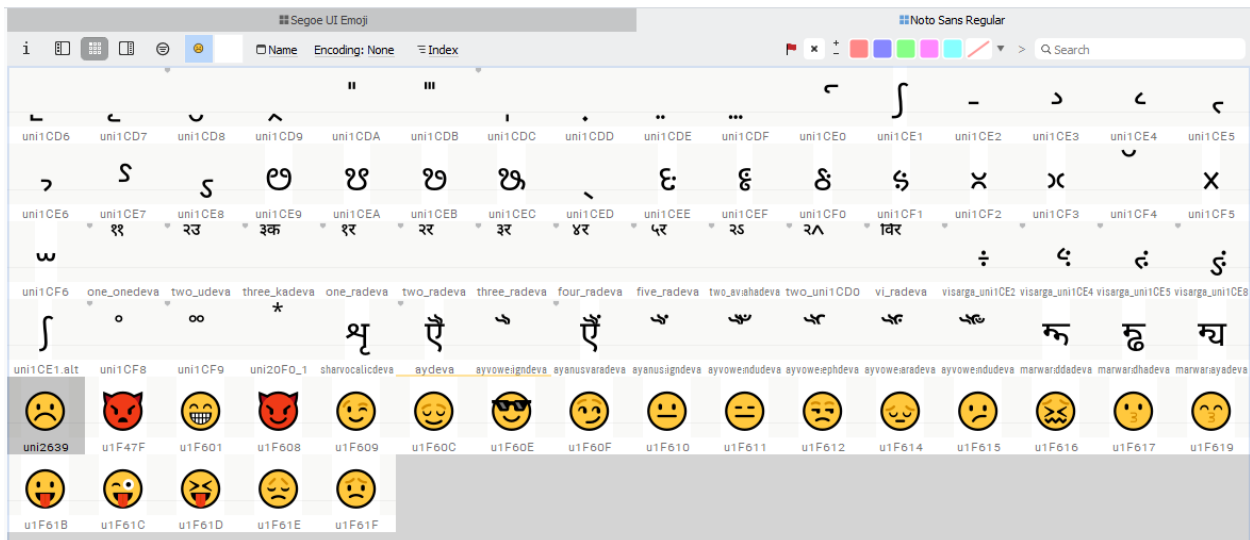 Segoe UI Emoji Noto Sans Regular
i Name Encoding: None Index Search
uni1CD6 uni1CD7 uni1CD8 uni1CD9 uni1CDA uni1CDB uni1CDC uni1CDD uni1CDE uni1CDF uni1CE0 uni1CE1 uni1CE2 uni1CE3 uni1CE4 uni1CE5
uni1CE6 uni1CE7 uni1CE8 uni1CE9 uni1CEA uni1CEB uni1CEC uni1CED uni1CEE uni1CEF uni1CF0 uni1CF1 uni1CF2 uni1CF3 uni1CF4 uni1CF5
११ २उ ३क १र २र ३र ४र ५र २ऽ वि॒र
uni1CF6 one_onedeva two_udeva three_kadeva one_radeva two_radeva three_radeva four_radeva five_radeva two_uni1CD0 vi_radeva visarga_uni1CE2 visarga_uni1CE4 visarga_uni1CE5 visarga_uni1CE8
uni1CE1.alt uni1CF8 uni1CF9 uni20F0_1 sharvocalicdeva aydeva
uni2639 u1F47F u1F601 u1F608 u1F609 u1F60C u1F60E u1F60F u1F610 u1F611 u1F612 u1F614 u1F615 u1F616 u1F617 u1F619
u1F61B u1F61C u1F61D u1F61E u1F61F